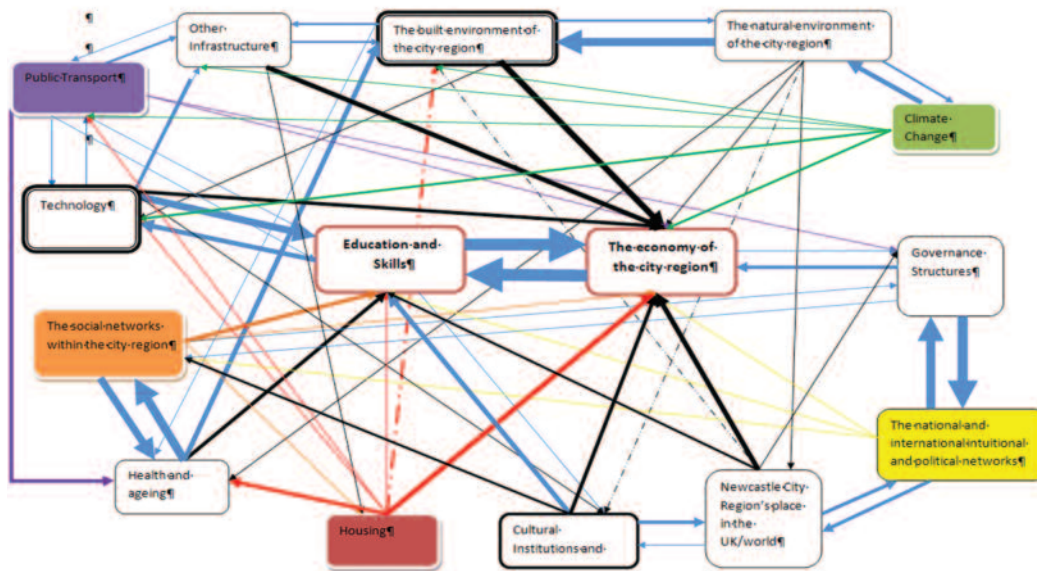 ¶
¶
¶
Other·
Infrastructure¶
The·built·environment·of·
the·city·region¶
The·natural·environment·
of·the·city·region¶
Public·Transport¶
Climate·
Change¶
Technology¶
Education·and·
Skills¶
The·economy·of·
the·city·region¶
Governance·
Structures¶
The·social·networks·
within·the·city·region¶
The·national·and·
international·intuitional·
and·political·networks¶
Health·and·
ageing¶
Housing¶
Cultural·
Institutions·and·
Newcastle·City·
Region's·place·
in·the·
UK/world¶